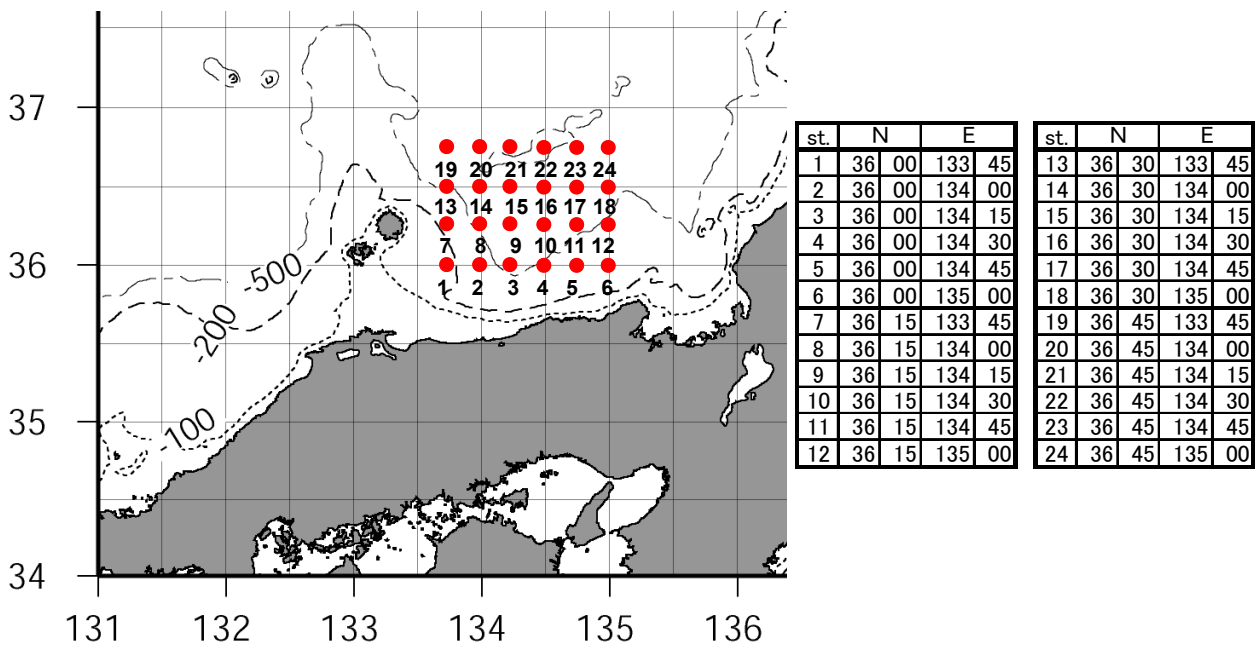 37
36
35
34
131 132 133 134 135 136
-500
-200
-100
19 20 21 22 23 24
13 14 15 16 17 18
7 8 9 10 11 12
1 2 3 4 5 6
st. N E
1 36 00 133 45
2 36 00 134 00
3 36 00 134 15
4 36 00 134 30
5 36 00 134 45
6 36 00 135 00
7 36 15 133 45
8 36 15 134 00
9 36 15 134 15
10 36 15 134 30
11 36 15 134 45
12 36 15 135 00
st. N E
13 36 30 133 45
14 36 30 134 00
15 36 30 134 15
16 36 30 134 30
17 36 30 134 45
18 36 30 135 00
19 36 45 133 45
20 36 45 134 00
21 36 45 134 15
22 36 45 134 30
23 36 45 134 45
24 36 45 135 00